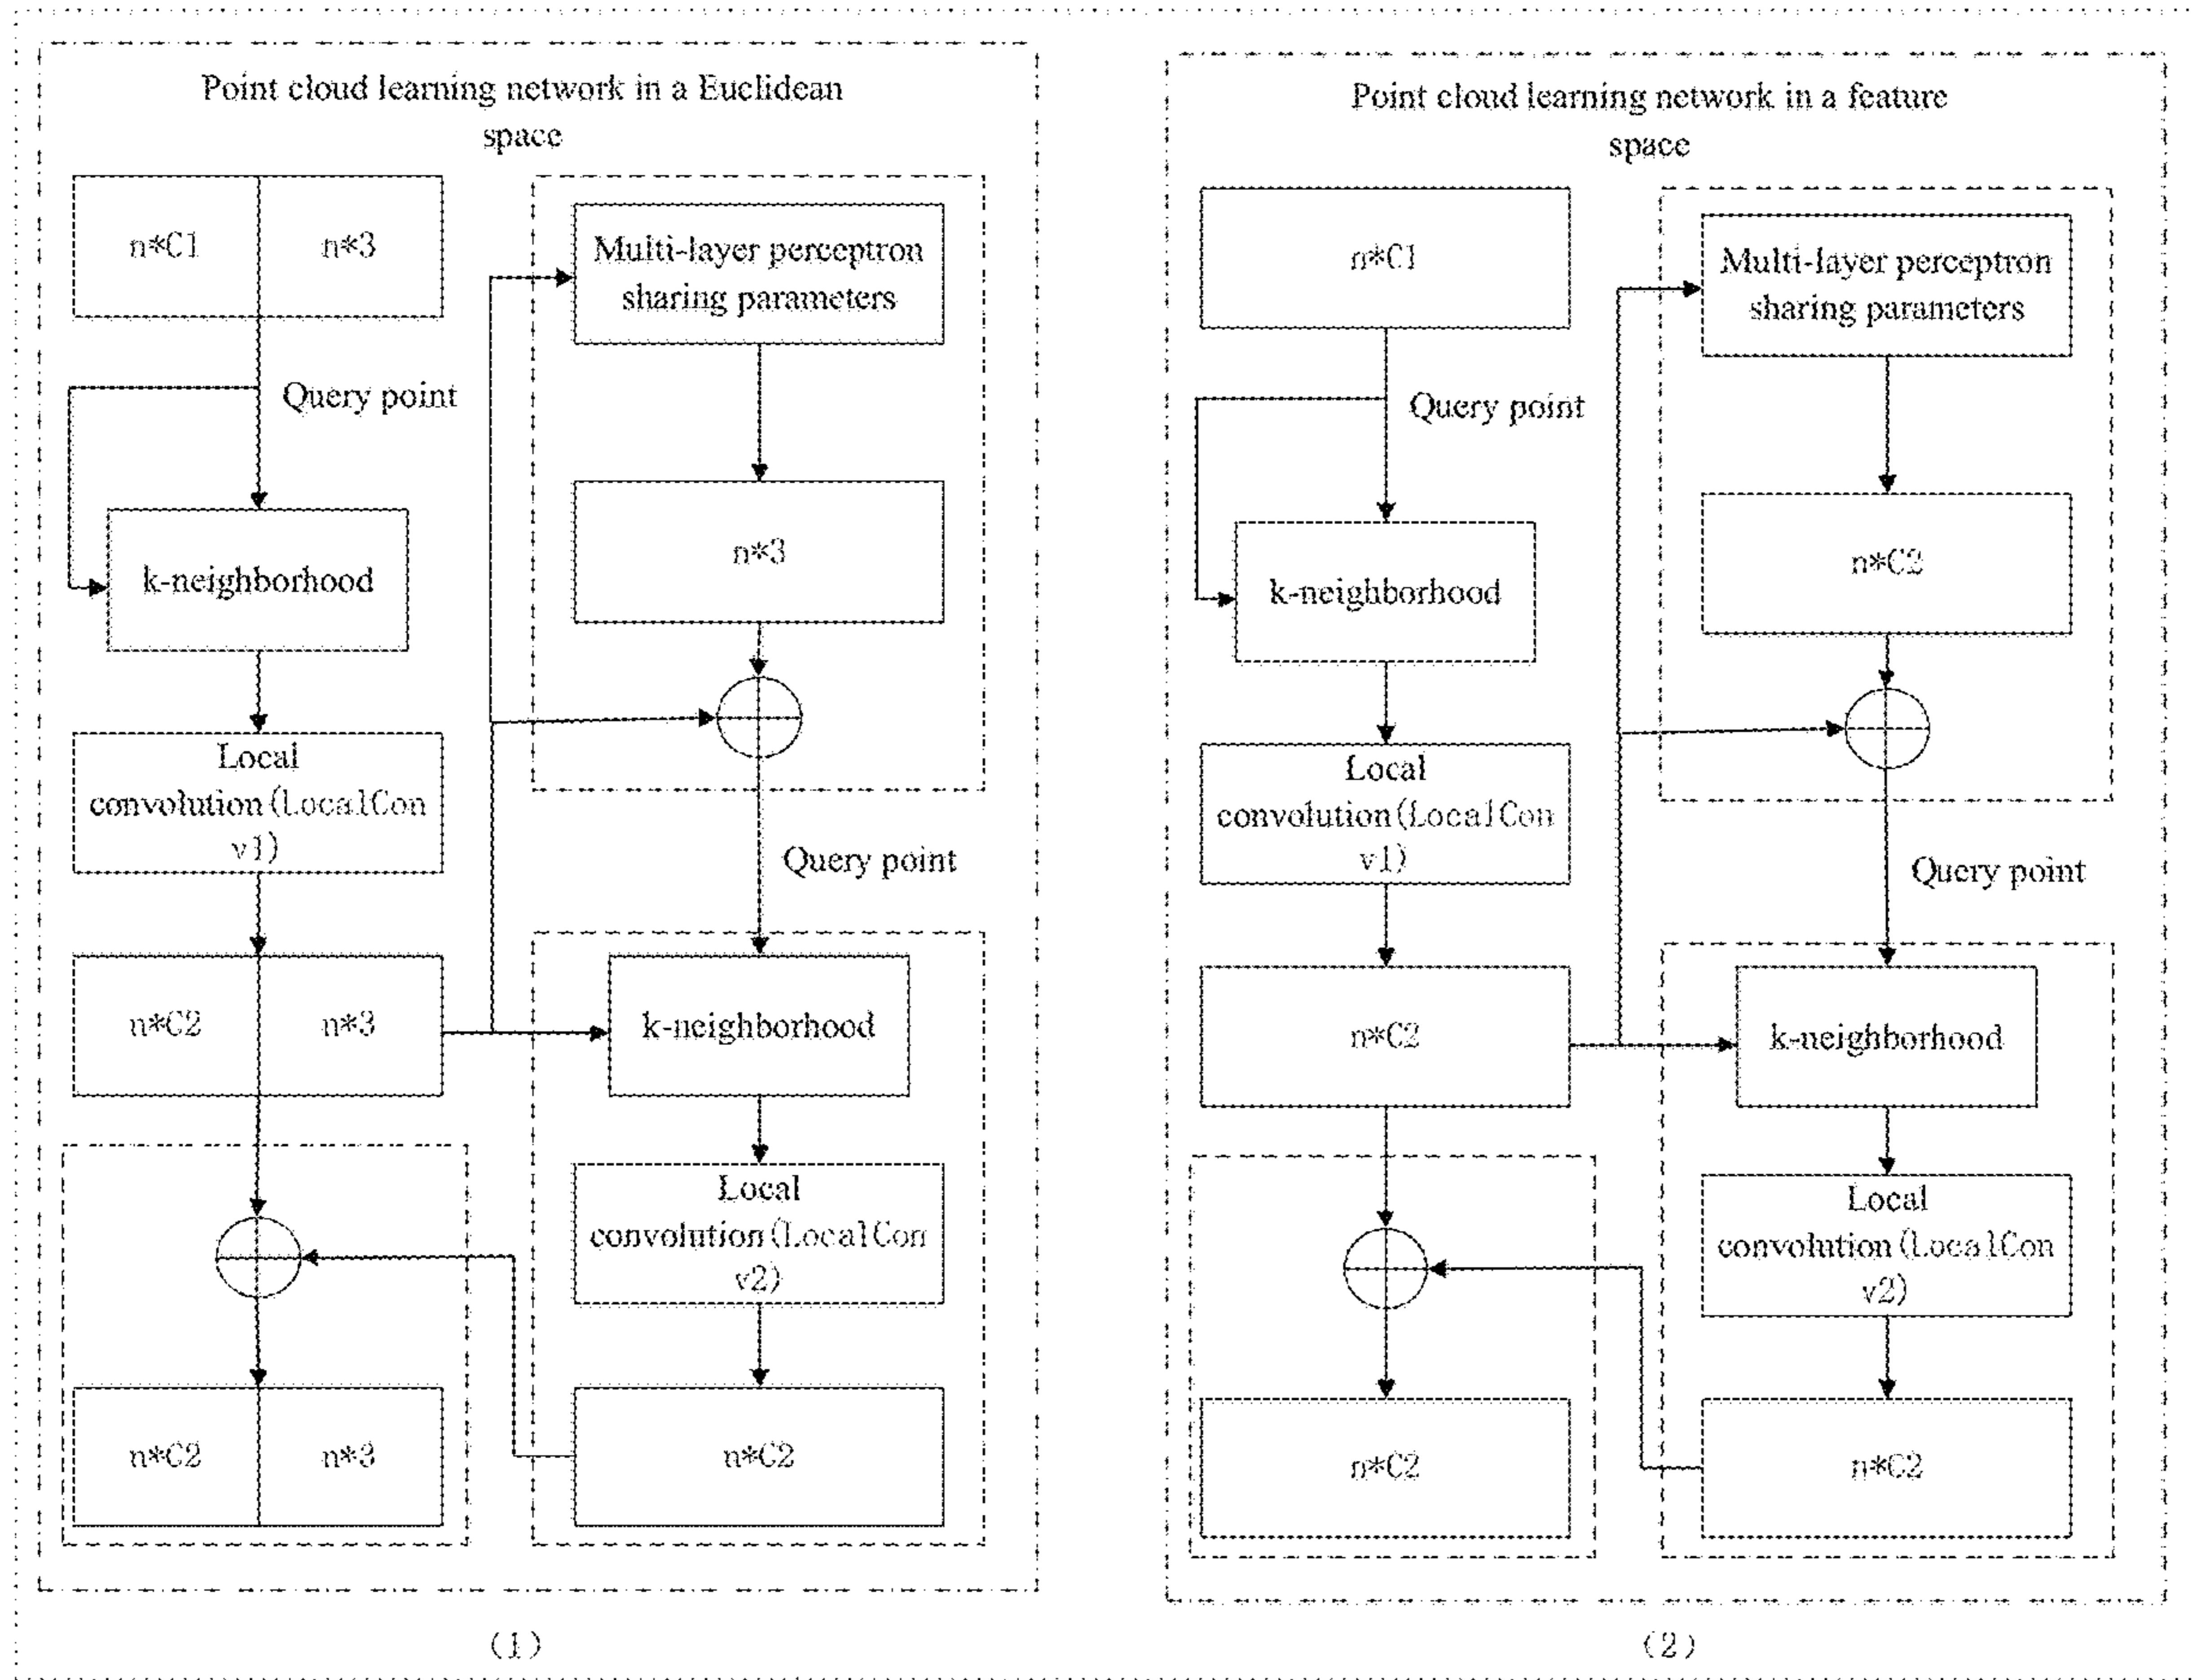 Point cloud learning network in a Euclidean
space
n*C1
n*3
Multi-layer perceptron
sharing parameters
Query point
n*3
k-neighborhood
Local
convolution(LocalCon
v1)
Query point
n*C2
n*3
k-neighborhood
Local
convolution(LocalCon
v2)
n*C2
n*3
n*C2
(1)
Point cloud learning network in a feature
space
n*C1
Multi-layer perceptron
sharing parameters
Query point
n*C2
k-neighborhood
Local
convolution(LocalCon
v1)
Query point
n*C2
k-neighborhood
Local
convolution(LocalCon
v2)
n*C2
n*C2
(2)